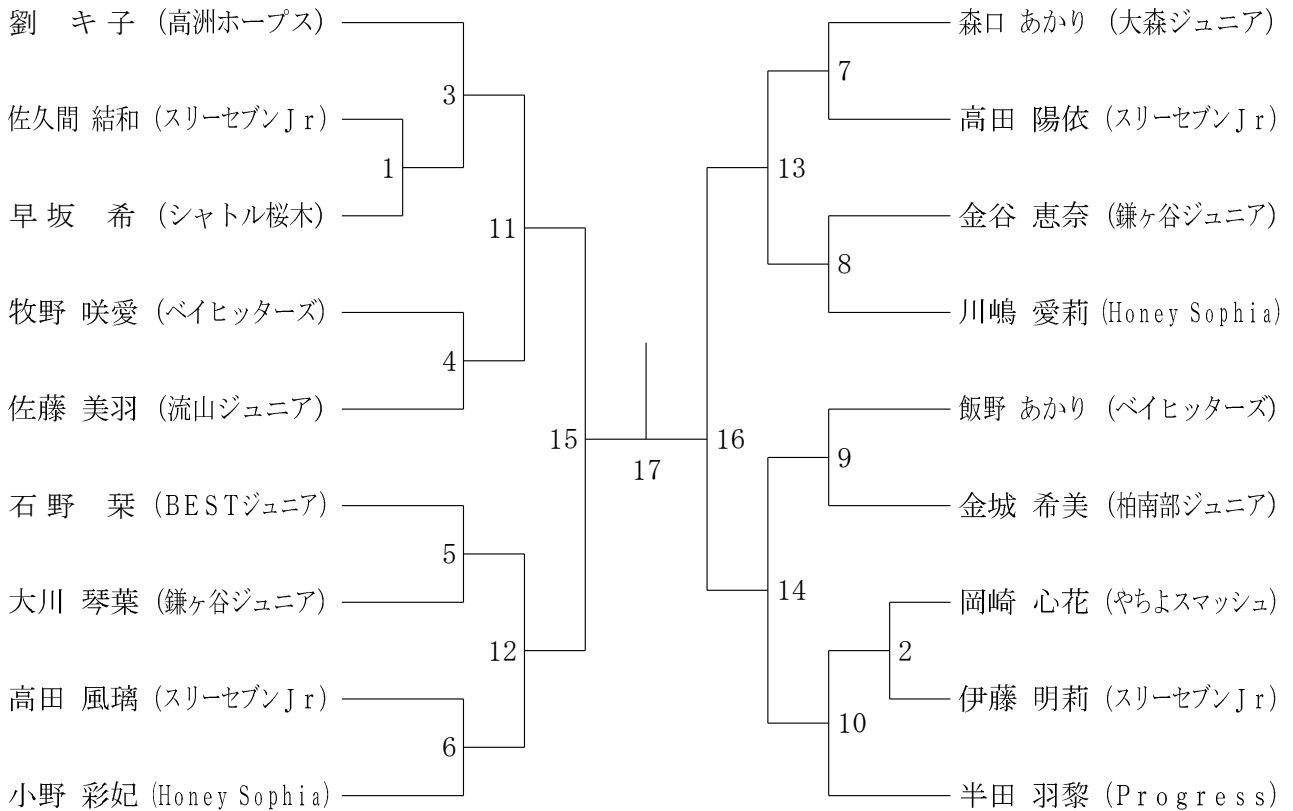 劉 キ子 (高洲ホープス)
3
佐久間 結和 (スリーセブンJr)
1
早坂 希 (シャトル桜木)
11
牧野 咲愛 (ベイヒッターズ)
4
佐藤 美羽 (流山ジュニア)
15
石野 栞 (BESTジュニア)
5
大川 琴葉 (鎌ヶ谷ジュニア)
12
高田 風璃 (スリーセブンJr)
6
小野 彩妃 (Honey Sophia)
17
森口 あかり (大森ジュニア)
7
高田 陽依 (スリーセブンJr)
13
金谷 恵奈 (鎌ヶ谷ジュニア)
8
川嶋 愛莉 (Honey Sophia)
16
飯野 あかり (ベイヒッターズ)
9
金城 希美 (柏南部ジュニア)
14
岡崎 心花 (やちよスマッシュ)
2
伊藤 明莉 (スリーセブンJr)
10
半田 羽黎 (Progress)